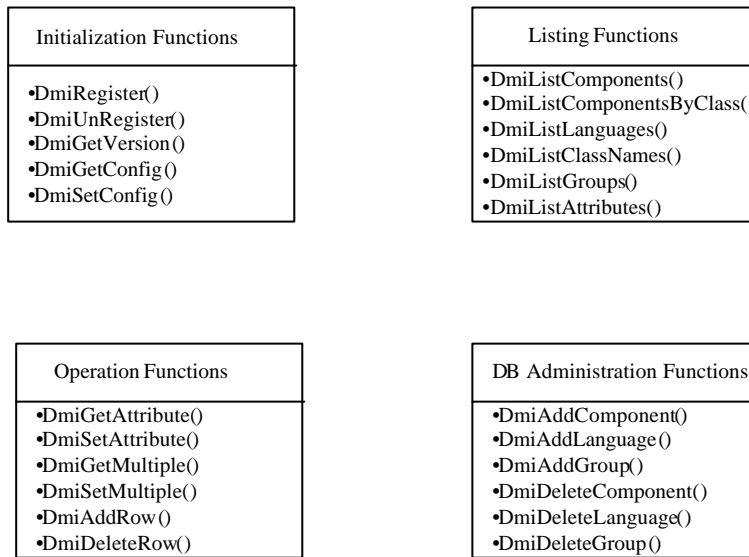 Initialization Functions
•DmiRegister()
•DmiUnRegister()
•DmiGetVersion()
•DmiGetConfig()
•DmiSetConfig()
Listing Functions
•DmiListComponents()
•DmiListComponentsByClass(
•DmiListLanguages()
•DmiListClassNames()
•DmiListGroups()
•DmiListAttributes()
Operation Functions
•DmiGetAttribute()
•DmiSetAttribute()
•DmiGetMultiple()
•DmiSetMultiple()
•DmiAddRow()
•DmiDeleteRow()
DB Administration Functions
•DmiAddComponent()
•DmiAddLanguage()
•DmiAddGroup()
•DmiDeleteComponent()
•DmiDeleteLanguage()
•DmiDeleteGroup()